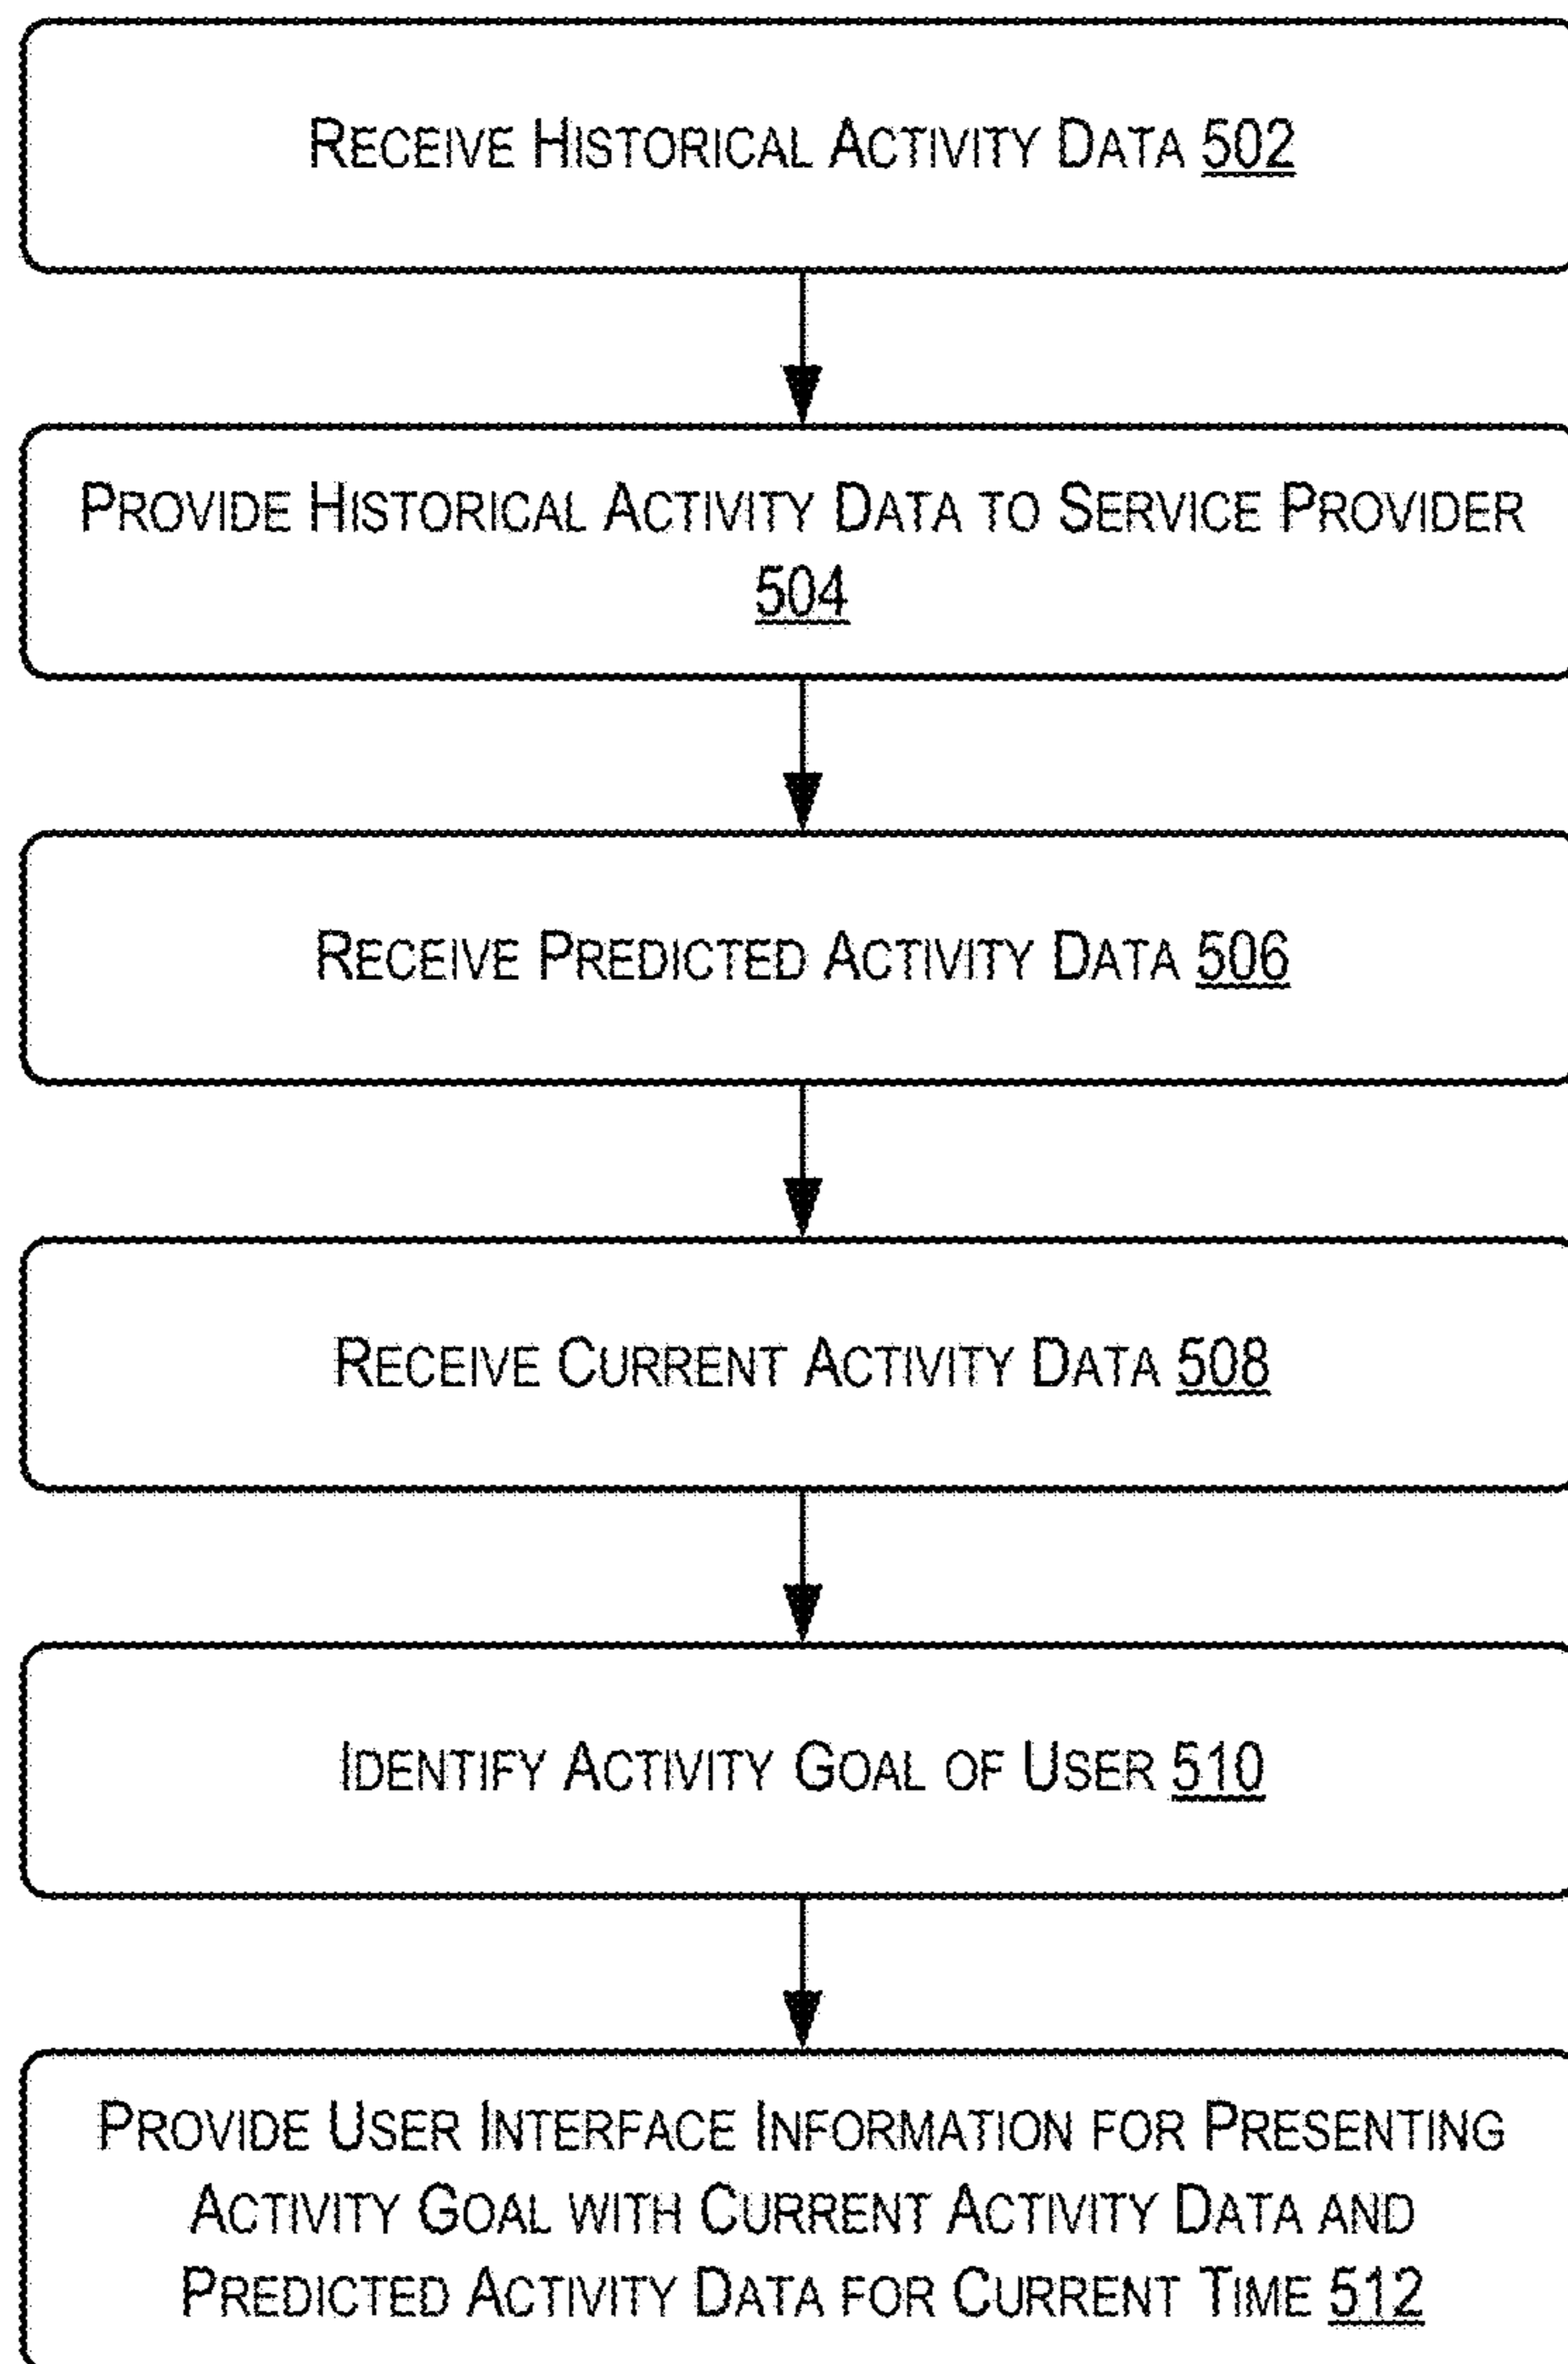 RECEIVE HISTORICAL ACTIVITY DATA 502
PROVIDE HISTORICAL ACTIVITY DATA TO SERVICE PROVIDER
504
RECEIVE PREDICTED ACTIVITY DATA 506
RECEIVE CURRENT ACTIVITY DATA 508
IDENTIFY ACTIVITY GOAL OF USER 510
PROVIDE USER INTERFACE INFORMATION FOR PRESENTING
ACTIVITY GOAL WITH CURRENT ACTIVITY DATA AND
PREDICTED ACTIVITY DATA FOR CURRENT TIME 512